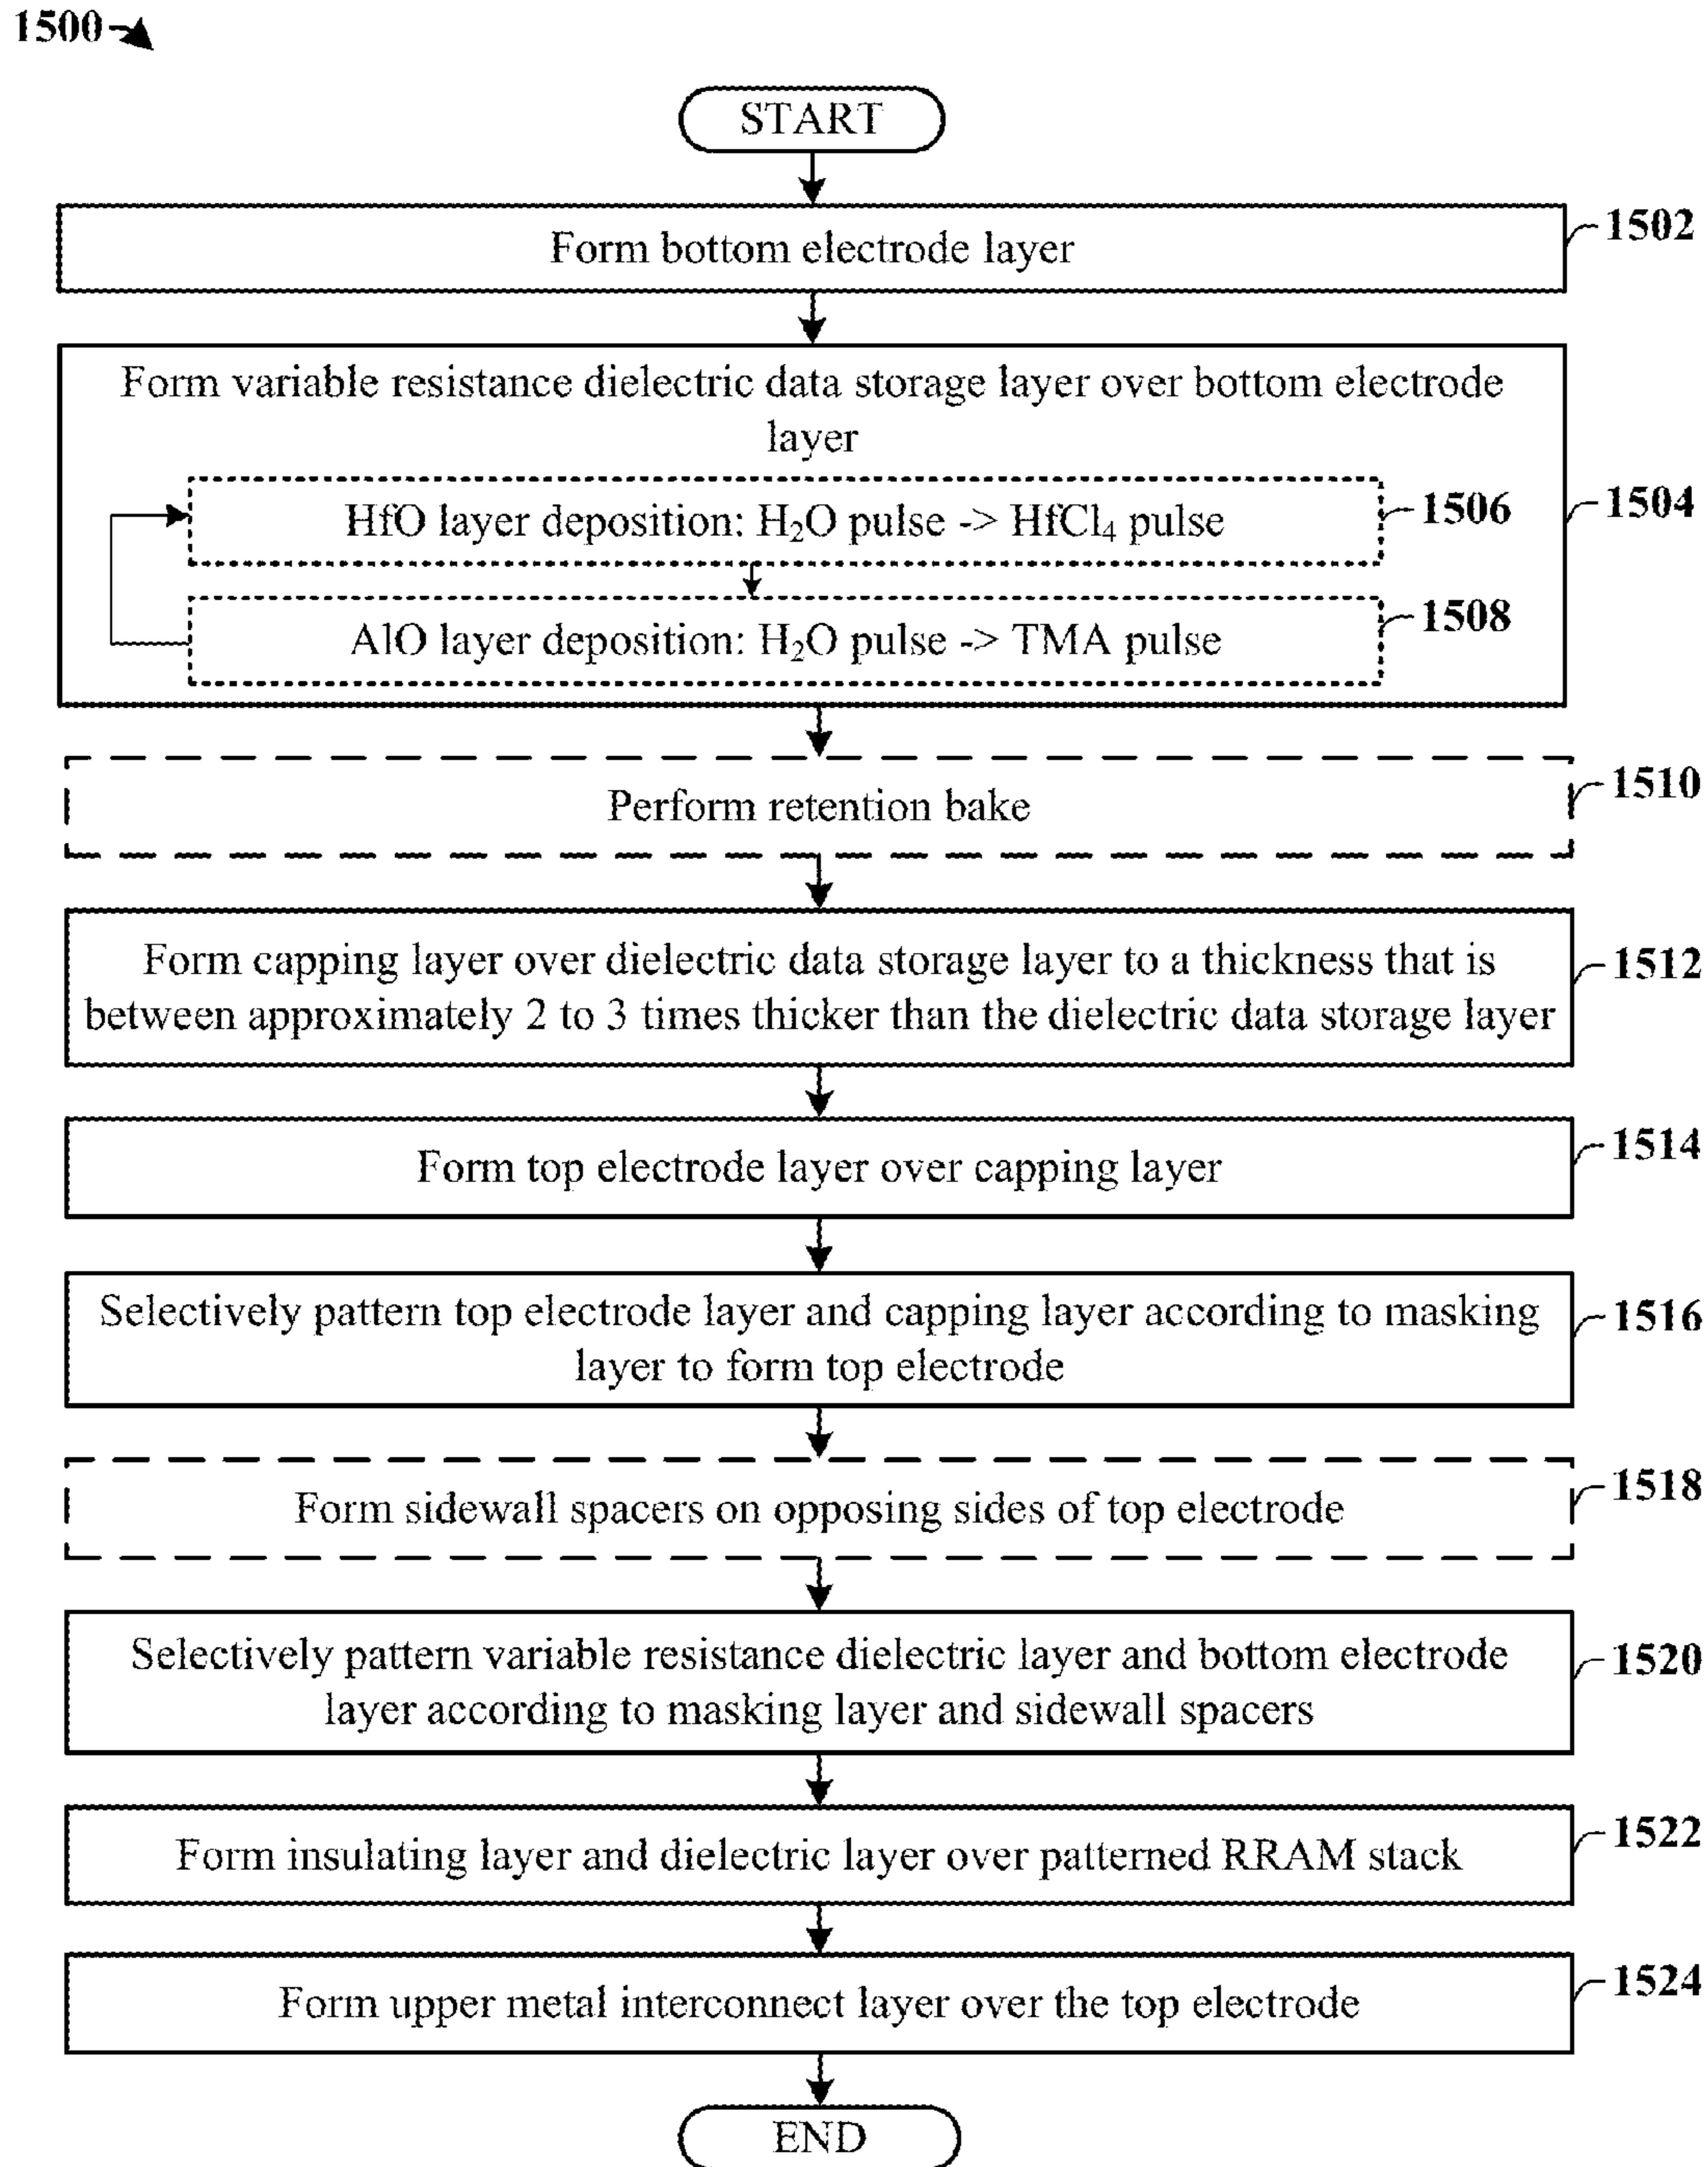 1500
START
Form bottom electrode layer
1502
Form variable resistance dielectric data storage layer over bottom electrode
layer
1504
HfO layer deposition: H₂O pulse -> HfCl₄ pulse
1506
AlO layer deposition: H₂O pulse -> TMA pulse
1508
Perform retention bake
1510
Form capping layer over dielectric data storage layer to a thickness that is
between approximately 2 to 3 times thicker than the dielectric data storage layer
1512
Form top electrode layer over capping layer
1514
Selectively pattern top electrode layer and capping layer according to masking
layer to form top electrode
1516
Form sidewall spacers on opposing sides of top electrode
1518
Selectively pattern variable resistance dielectric layer and bottom electrode
layer according to masking layer and sidewall spacers
1520
Form insulating layer and dielectric layer over patterned RRAM stack
1522
Form upper metal interconnect layer over the top electrode
1524
END